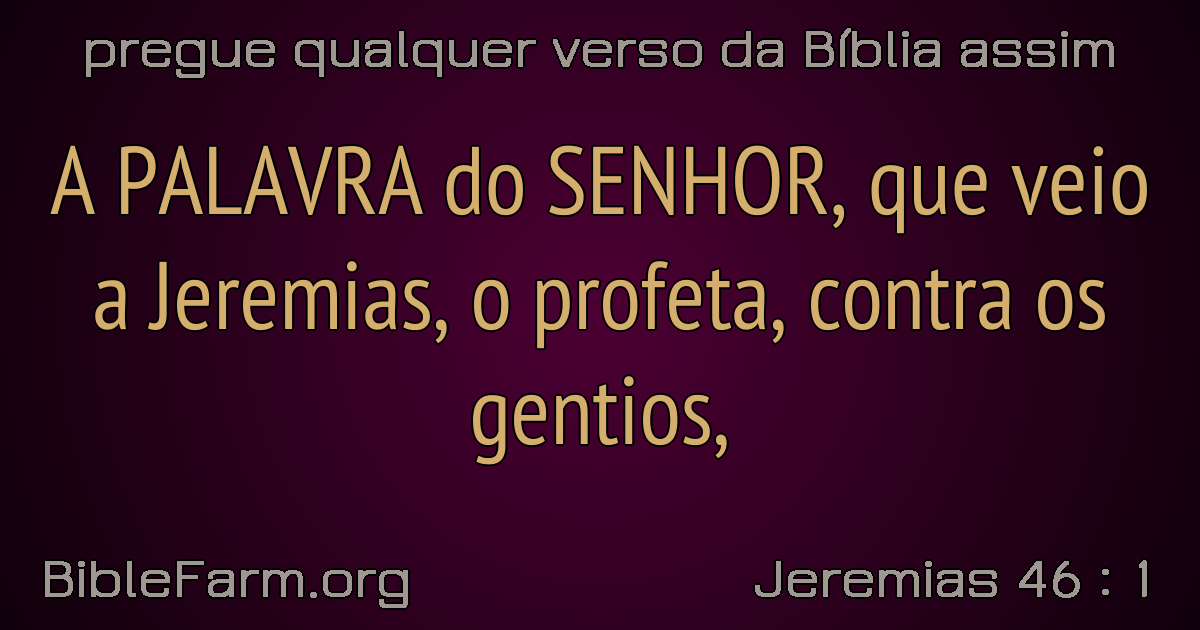 pregue qualquer verso da Bíblia assim
A PALAVRA do SENHOR, que veio
a Jeremias, o profeta, contra os
gentios,
BibleFarm.org
Jeremias 46 : 1